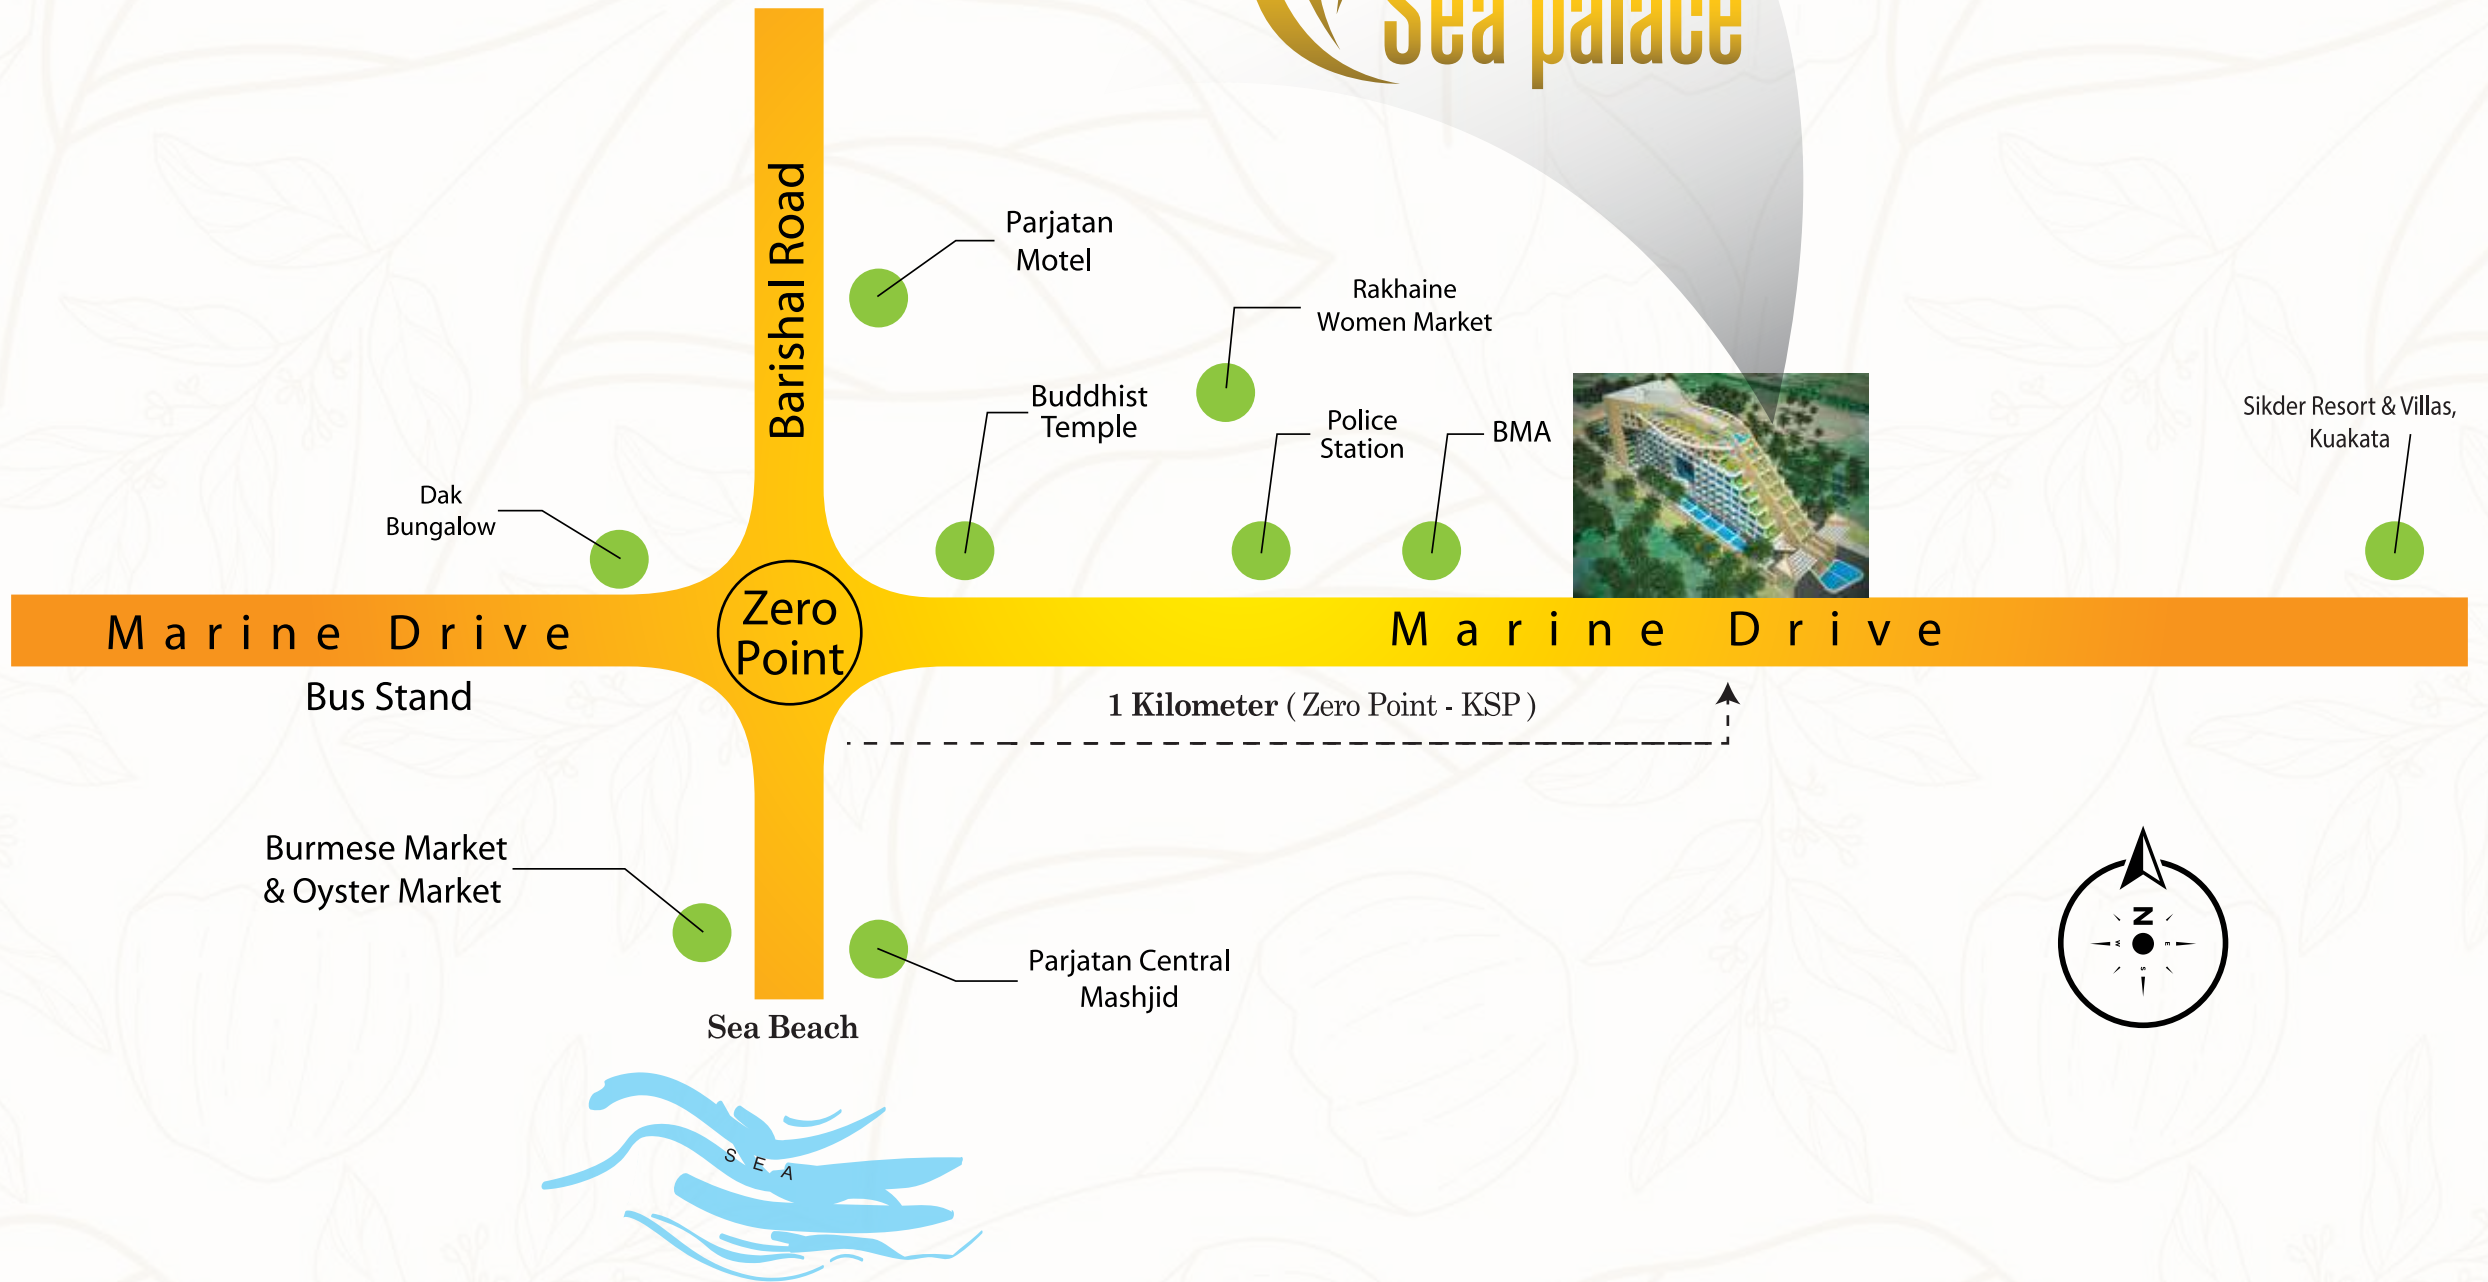 Sea palace
Barishal Road
Parjatan
Motel
Rakhaine
Women Market
Buddhist
Temple
Police
Station
BMA
Sikder Resort & Villas,
Kuakata
Dak
Bungalow
Zero
Point
Marine Drive
Marine Drive
Bus Stand
1 Kilometer ( Zero Point - KSP )
Burmese Market
& Oyster Market
Parjatan Central
Mashjid
N
W
E
S
Sea Beach
SEA